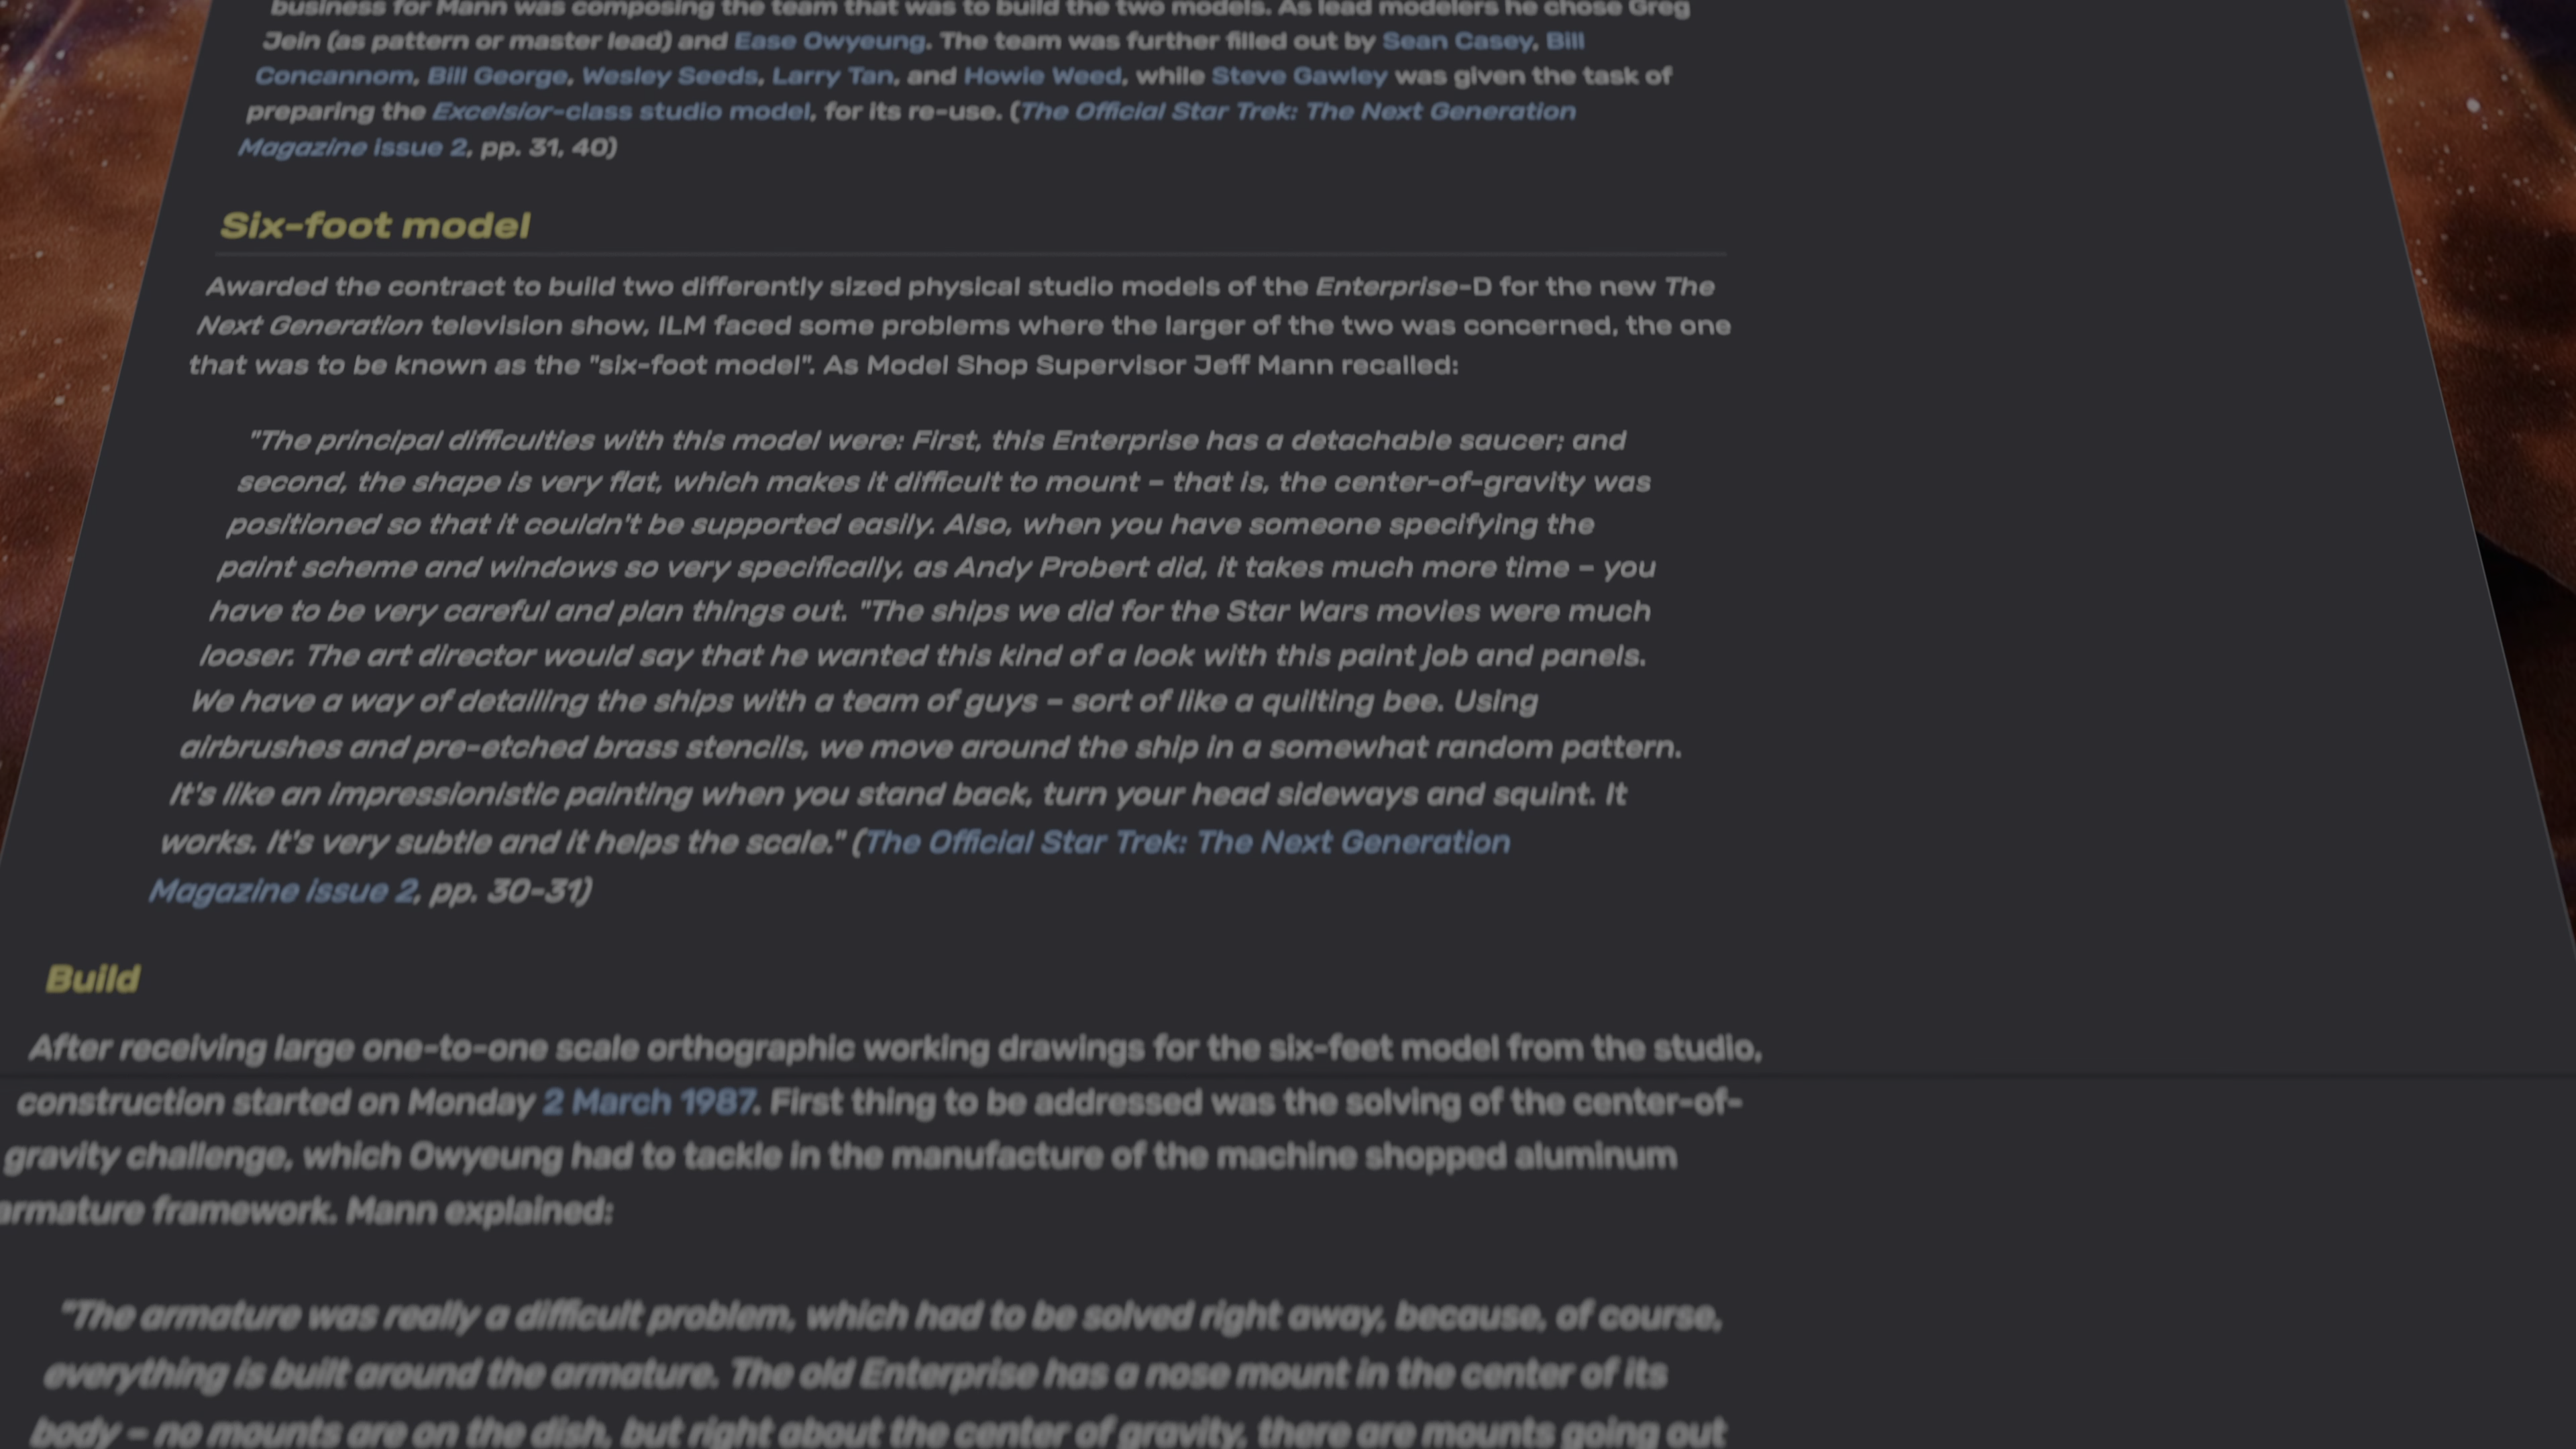 business for Mann was composing the team that was to build the two models. As lead modelers he chose Greg
Jein (as pattern or master lead) and Ease Owyeung. The team was further filled out by Sean Casey, Bill
Concannom, Bill George, Wesley Seeds, Larry Tan, and Howie Weed, while Steve Gawley was given the task of
preparing the Excelsior-class studio model, for its re-use. (The Official Star Trek: The Next Generation
Magazine issue 2, pp. 31, 40)
Six-foot model
Awarded the contract to build two differently sized physical studio models of the Enterprise-D for the new The
Next Generation television show, ILM faced some problems where the larger of the two was concerned, the one
that was to be known as the "six-foot model". As Model Shop Supervisor Jeff Mann recalled:
"The principal difficulties with this model were: First, this Enterprise has a detachable saucer; and
second, the shape is very flat, which makes it difficult to mount – that is, the center-of-gravity was
positioned so that it couldn't be supported easily. Also, when you have someone specifying the
paint scheme and windows so very specifically, as Andy Probert did, it takes much more time – you
have to be very careful and plan things out. "The ships we did for the Star Wars movies were much
looser. The art director would say that he wanted this kind of a look with this paint job and panels.
We have a way of detailing the ships with a team of guys – sort of like a quilting bee. Using
airbrushes and pre-etched brass stencils, we move around the ship in a somewhat random pattern.
It's like an impressionistic painting when you stand back, turn your head sideways and squint. It
works. It's very subtle and it helps the scale." (The Official Star Trek: The Next Generation
Magazine issue 2, pp. 30-31)
Build
After receiving large one-to-one scale orthographic working drawings for the six-feet model from the studio,
construction started on Monday 2 March 1987. First thing to be addressed was the solving of the center-of-
gravity challenge, which Owyeung had to tackle in the manufacture of the machine shopped aluminum
armature framework. Mann explained:
"The armature was really a difficult problem, which had to be solved right away, because, of course,
everything is built around the armature. The old Enterprise has a nose mount in the center of its
body – no mounts are on the dish, but right about the center of gravity, there are mounts going out